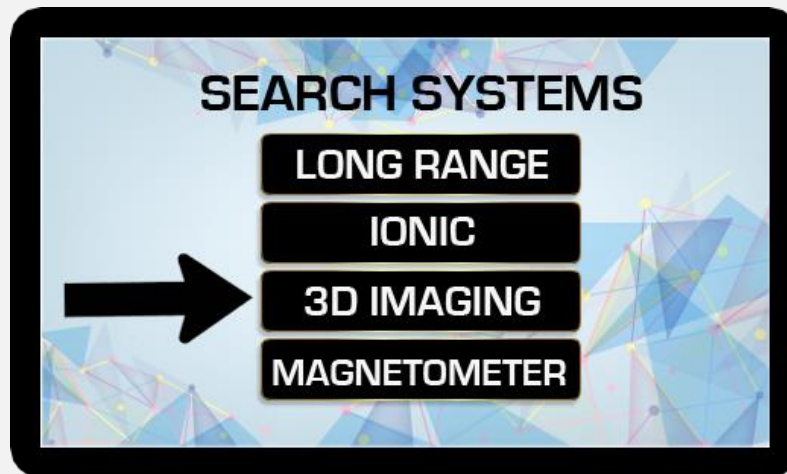 SEARCH SYSTEMS
LONG RANGE
IONIC
3D IMAGING
MAGNETOMETER